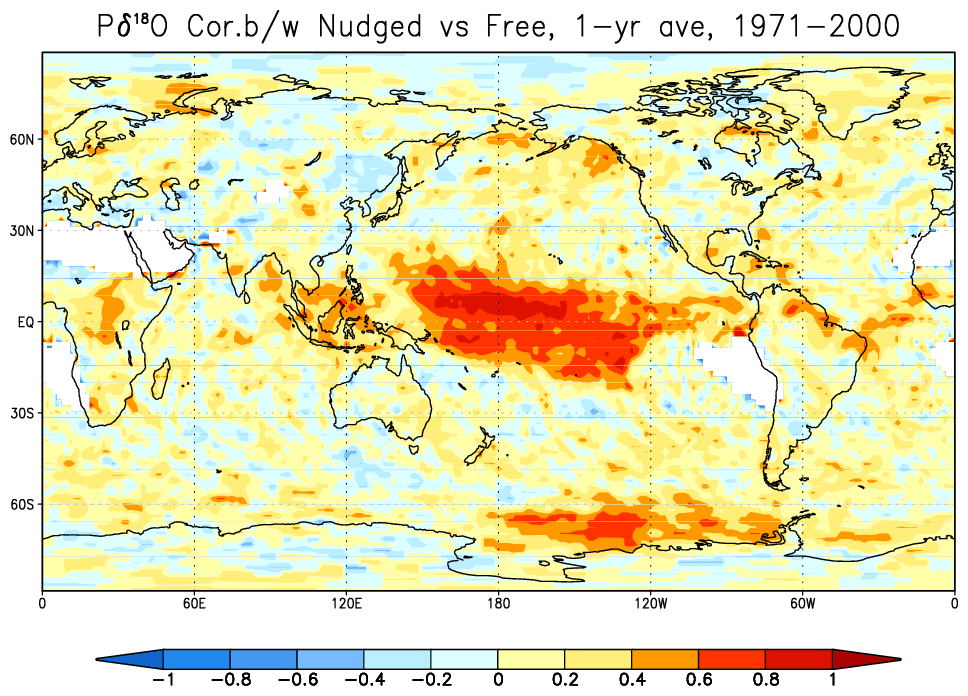 Pδ¹⁸O Cor.b/w Nudged vs Free, 1-yr ave, 1971-2000
60N
30N
EQ
30S
60S
0 60E 120E 180 120W 60W 0
-1 -0.8 -0.6 -0.4 -0.2 0 0.2 0.4 0.6 0.8 1